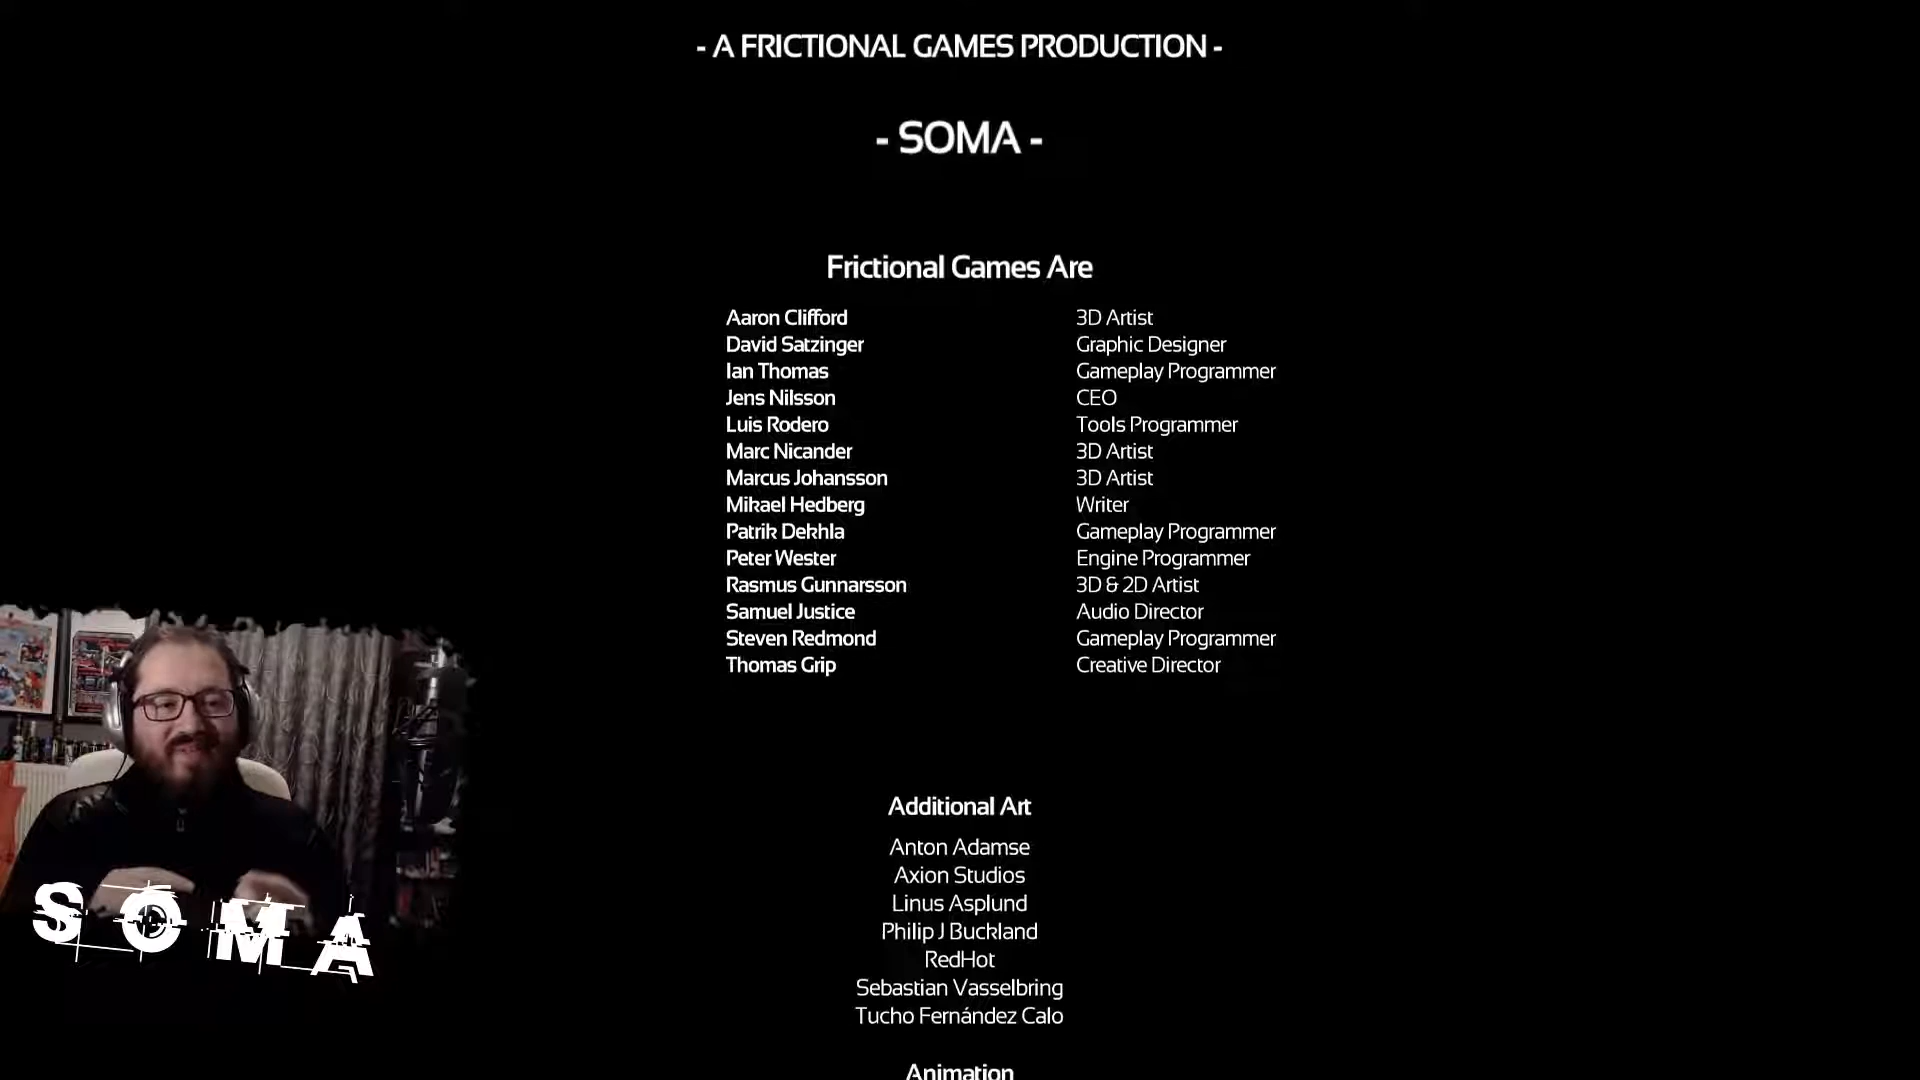 - A FRICTIONAL GAMES PRODUCTION -
- SOMA -
Frictional Games Are
Aaron Clifford 3D Artist
David Satzinger Graphic Designer
Ian Thomas Gameplay Programmer
Jens Nilsson CEO
Luis Rodero Tools Programmer
Marc Nicander 3D Artist
Marcus Johansson 3D Artist
Mikael Hedberg Writer
Patrik Dekhla Gameplay Programmer
Peter Wester Engine Programmer
Rasmus Gunnarsson 3D & 2D Artist
Samuel Justice Audio Director
Steven Redmond Gameplay Programmer
Thomas Grip Creative Director
Additional Art
Anton Adamse
Axion Studios
Linus Asplund
Philip J Buckland
RedHot
Sebastian Vasselbring
Tucho Fernández Calo
Animation
SOMA